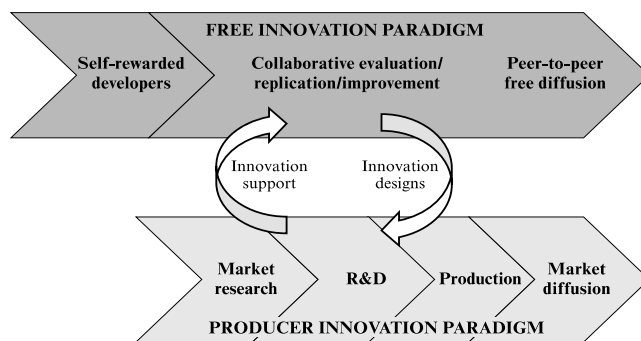 FREE INNOVATION PARADIGM
Self-rewarded
developers
Collaborative evaluation/
replication/improvement
Peer-to-peer
free diffusion
Innovation
support
Innovation
designs
Market
research
R&D
Production
Market
diffusion
PRODUCER INNOVATION PARADIGM